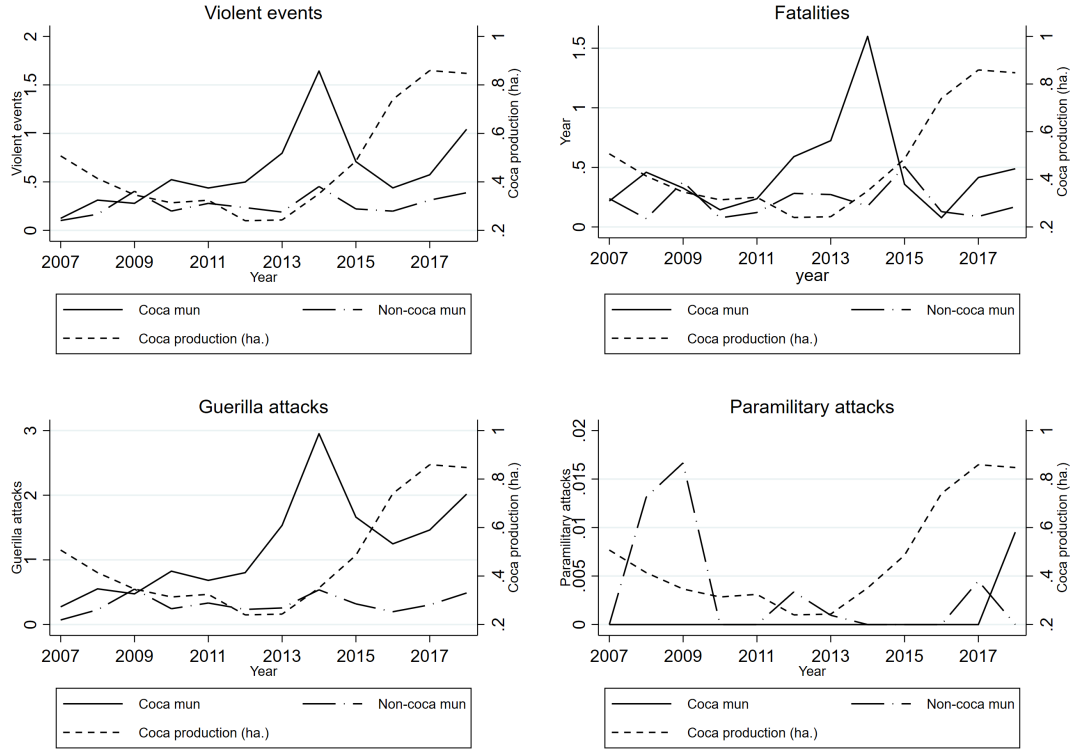 Violent events
Violent events
0 .5 1 1.5 2
.2 .4 .6 .8 1
Coca production (ha.)
2007 2009 2011 2013 2015 2017
Year
Coca mun Non-coca mun
Coca production (ha.)
Fatalities
Year
0 .5 1 1.5
.2 .4 .6 .8 1
Coca production (ha.)
2007 2009 2011 2013 2015 2017
year
Coca mun Non-coca mun
Coca production (ha.)
Guerilla attacks
Guerilla attacks
0 1 2 3
.2 .4 .6 .8 1
Coca production (ha.)
2007 2009 2011 2013 2015 2017
Year
Coca mun Non-coca mun
Coca production (ha.)
Paramilitary attacks
Paramilitary attacks
0 .005 .01 .015 .02
.2 .4 .6 .8 1
Coca production (ha.)
2007 2009 2011 2013 2015 2017
Year
Coca mun Non-coca mun
Coca production (ha.)